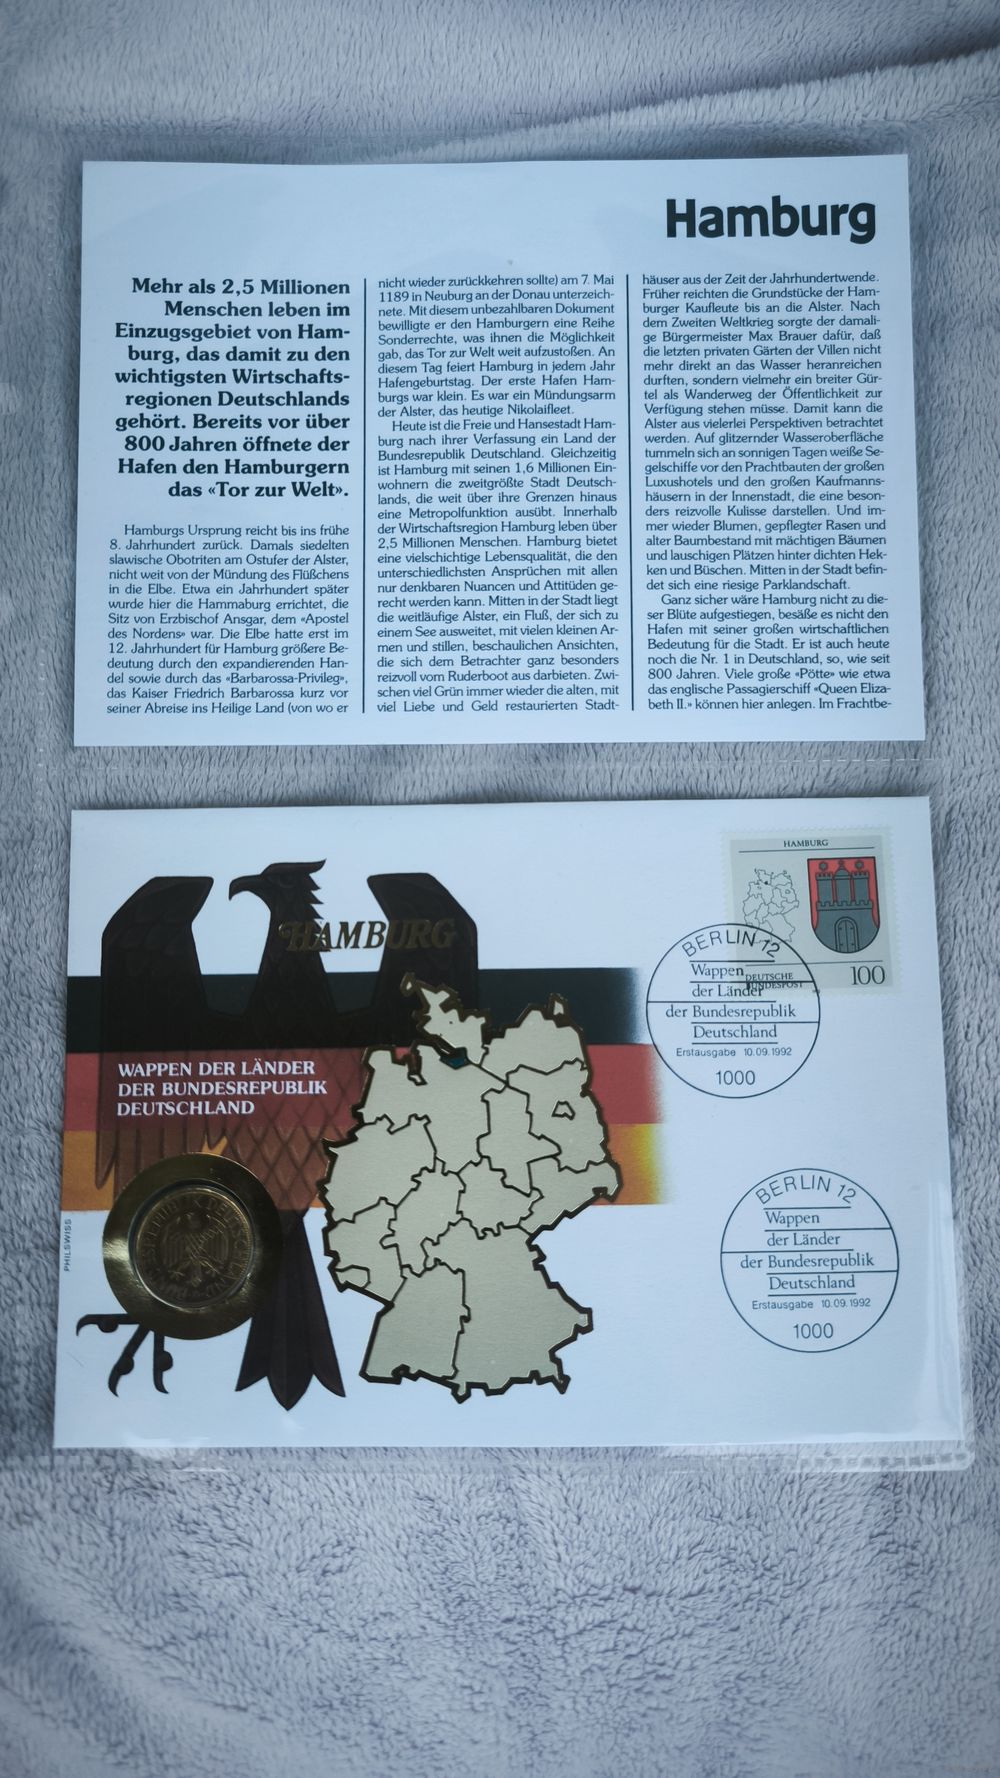 Hamburg
Mehr als 2,5 Millionen
Menschen leben im
Einzugsgebiet von Ham-
burg, das damit zu den
wichtigsten Wirtschafts-
regionen Deutschlands
gehört. Bereits vor über
800 Jahren öffnete der
Hafen den Hamburgern
das «Tor zur Welt».
Hamburgs Ursprung reicht bis ins frühe
8. Jahrhundert zurück. Damals siedelten
slawische Obotriten am Ostufer der Alster,
nicht weit von der Mündung des Flüßchens
in die Elbe. Etwa ein Jahrhundert später
wurde hier die Hammaburg errichtet, die
Sitz von Erzbischof Ansgar, dem «Apostel
des Nordens» war. Die Elbe hatte erst im
12. Jahrhundert für Hamburg größere Be-
deutung durch den expandierenden Han-
del sowie durch das «Barbarossa-Privileg»,
das Kaiser Friedrich Barbarossa kurz vor
seiner Abreise ins Heilige Land (von wo er
nicht wieder zurückkehren sollte) am 7. Mai
1189 in Neuburg an der Donau unterzeich-
nete. Mit diesem unbezahlbaren Dokument
bewilligte er den Hamburgern eine Reihe
Sonderrechte, was ihnen die Möglichkeit
gab, das Tor zur Welt weit aufzustoßen. An
diesem Tag feiert Hamburg in jedem Jahr
Hafengeburtstag. Der erste Hafen Ham-
burgs war klein. Es war ein Mündungsarm
der Alster, das heutige Nikolaifleet.
Heute ist die Freie und Hansestadt Ham-
burg nach ihrer Verfassung ein Land der
Bundesrepublik Deutschland. Gleichzeitig
ist Hamburg mit seinen 1,6 Millionen Ein-
wohnern die zweitgrößte Stadt Deutsch-
lands, die weit über ihre Grenzen hinaus
eine Metropolfunktion ausübt. Innerhalb
der Wirtschaftsregion Hamburg leben über
2,5 Millionen Menschen. Hamburg bietet
eine vielschichtige Lebensqualität, die den
unterschiedlichsten Ansprüchen mit allen
nur denkbaren Nuancen und Attitüden ge-
recht werden kann. Mitten in der Stadt liegt
die weitläufige Alster, ein Fluß, der sich zu
einem See ausweitet, mit vielen kleinen Ar-
men und stillen, beschaulichen Ansichten,
die sich dem Betrachter ganz besonders
reizvoll vom Ruderboot aus darbieten. Zwi-
schen viel Grün immer wieder die alten, mit
viel Liebe und Geld restaurierten Stadt-
häuser aus der Zeit der Jahrhundertwende.
Früher reichten die Grundstücke der Ham-
burger Kaufleute bis an die Alster. Nach
dem Zweiten Weltkrieg sorgte der damali-
ge Bürgermeister Max Brauer dafür, daß
die letzten privaten Gärten der Villen nicht
mehr direkt an das Wasser heranreichen
durften, sondern vielmehr ein breiter Gür-
tel als Wanderweg der Öffentlichkeit zur
Verfügung stehen müsse. Damit kann die
Alster aus vielerlei Perspektiven betrachtet
werden. Auf glitzernder Wasseroberfläche
tummeln sich an sonnigen Tagen weiße Se-
gelschiffe vor den Prachtbauten der großen
Luxushotels und den großen Kaufmanns-
häusern in der Innenstadt, die eine beson-
ders reizvolle Kulisse darstellen. Und im-
mer wieder Blumen, gepflegter Rasen und
alter Baumbestand mit mächtigen Bäumen
und lauschigen Plätzen hinter dichten Hek-
ken und Büschen. Mitten in der Stadt befin-
det sich eine riesige Parklandschaft.
Ganz sicher wäre Hamburg nicht zu die-
ser Blüte aufgestiegen, besäße es nicht den
Hafen mit seiner großen wirtschaftlichen
Bedeutung für die Stadt. Er ist auch heute
noch die Nr. 1 in Deutschland, so, wie seit
800 Jahren. Viele große «Pötte» wie etwa
das englische Passagierschiff «Queen Eliza-
beth II.» können hier anlegen. Im Frachtbe-
HAMBURG
100
DEUTSCHE
BUNDESPOST
BERLIN 12
Wappen
der Länder
der Bundesrepublik
Deutschland
Erstausgabe 10.09.1992
1000
HAMBURG
WAPPEN DER LÄNDER
DER BUNDESREPUBLIK
DEUTSCHLAND
PHILSWISS
BERLIN 12
Wappen
der Länder
der Bundesrepublik
Deutschland
Erstausgabe 10.09.1992
1000